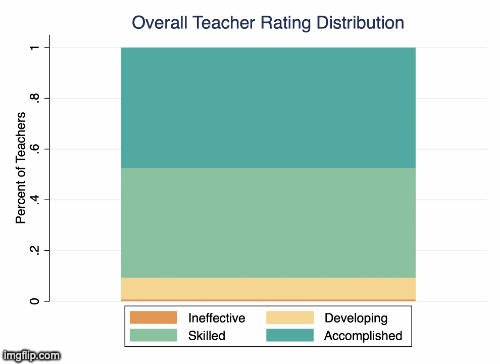 Overall Teacher Rating Distribution
1
.8
.6
.4
.2
0
Percent of Teachers
Ineffective Developing
Skilled Accomplished
imgflip.com